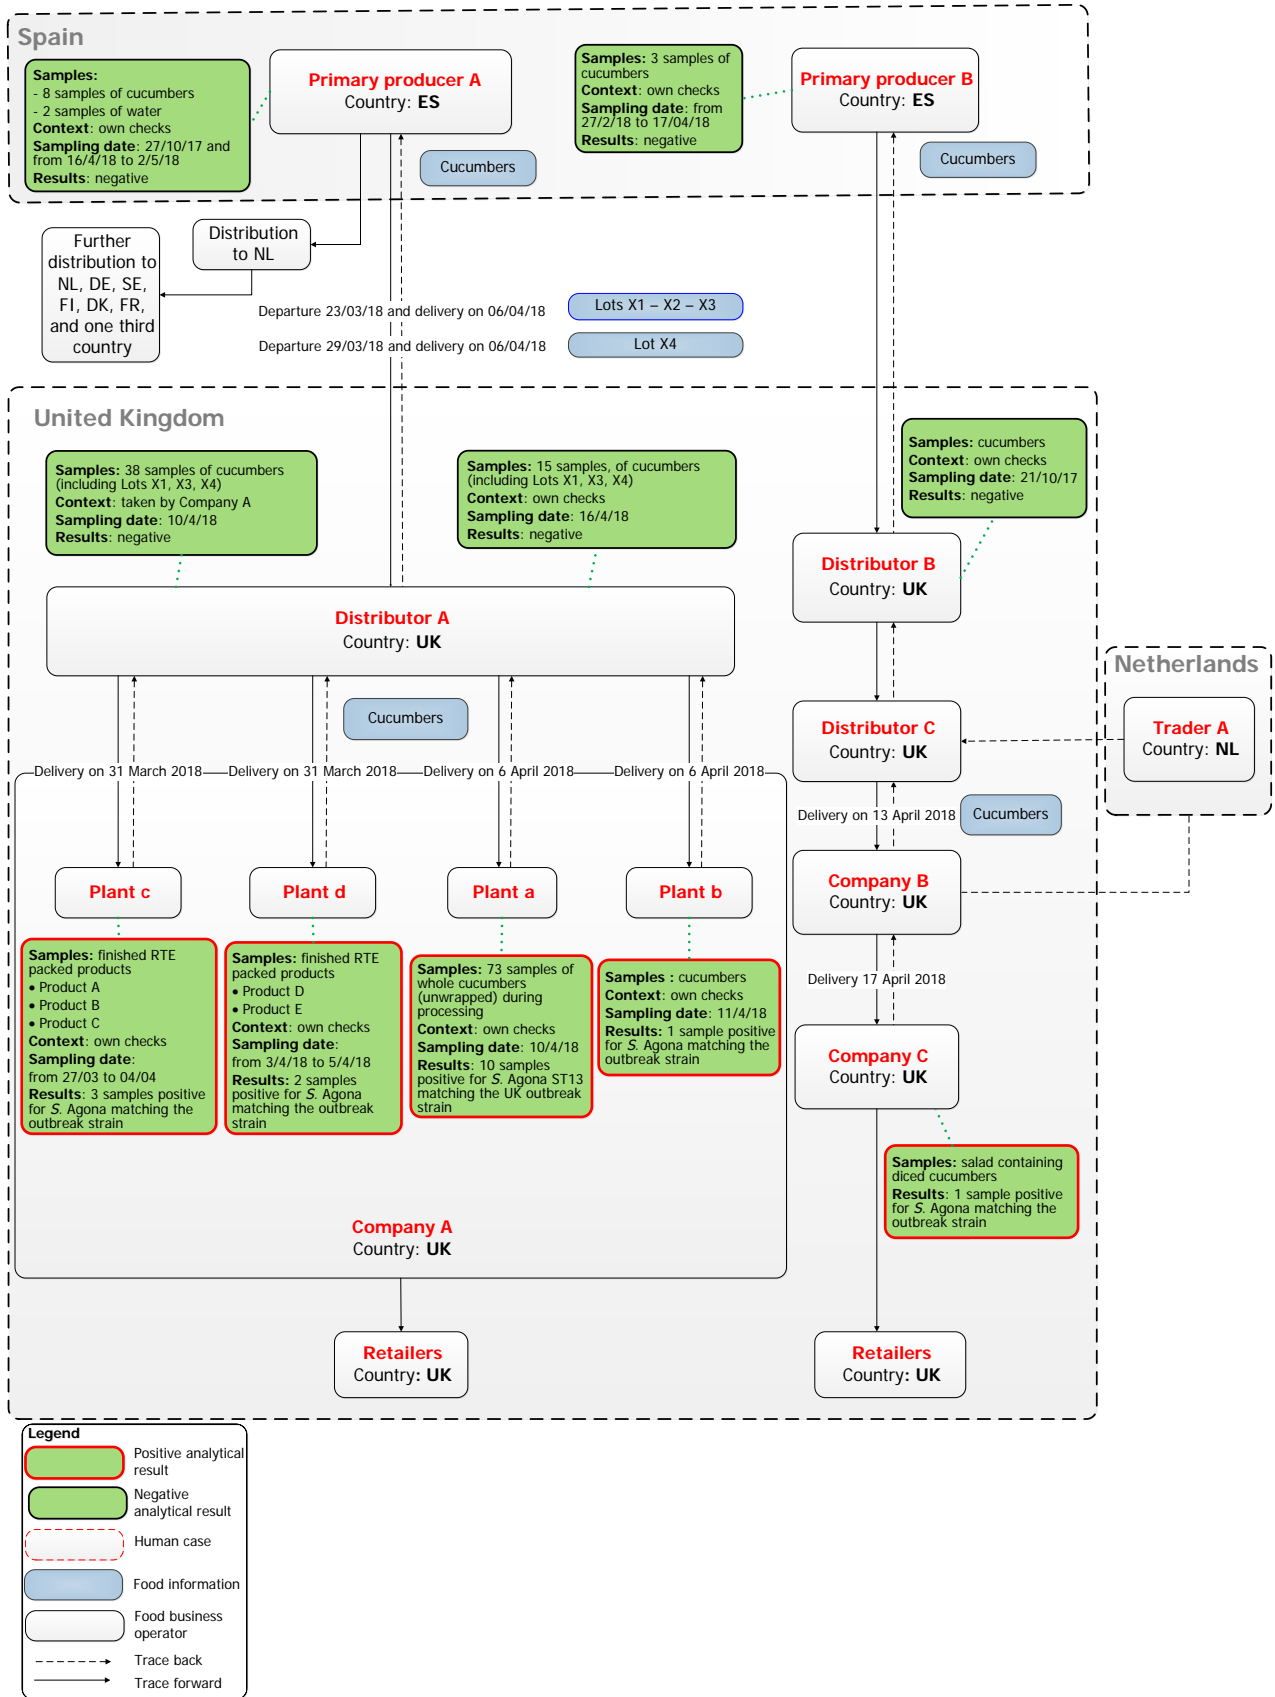 Spain
Samples:
- 8 samples of cucumbers
- 2 samples of water
Context: own checks
Sampling date: 27/10/17 and
from 16/4/18 to 2/5/18
Results: negative
Primary producer A
Country: ES
Cucumbers
Samples: 3 samples of
cucumbers
Context: own checks
Sampling date: from
27/2/18 to 17/04/18
Results: negative
Primary producer B
Country: ES
Cucumbers
Further
distribution to
NL, DE, SE,
FI, DK, FR,
and one third
country
Distribution
to NL
Departure 23/03/18 and delivery on 06/04/18
Lots X1 – X2 – X3
Departure 29/03/18 and delivery on 06/04/18
Lot X4
United Kingdom
Samples: 38 samples of cucumbers
(including Lots X1, X3, X4)
Context: taken by Company A
Sampling date: 10/4/18
Results: negative
Samples: 15 samples, of cucumbers
(including Lots X1, X3, X4)
Context: own checks
Sampling date: 16/4/18
Results: negative
Samples: cucumbers
Context: own checks
Sampling date: 21/10/17
Results: negative
Distributor A
Country: UK
Distributor B
Country: UK
Cucumbers
Distributor C
Country: UK
Netherlands
Trader A
Country: NL
Delivery on 31 March 2018
Delivery on 31 March 2018
Delivery on 6 April 2018
Delivery on 6 April 2018
Delivery on 13 April 2018
Cucumbers
Plant c
Plant d
Plant a
Plant b
Company B
Country: UK
Samples: finished RTE
packed products
• Product A
• Product B
• Product C
Context: own checks
Sampling date:
from 27/03 to 04/04
Results: 3 samples positive
for S. Agona matching the
outbreak strain
Samples: finished RTE
packed products
• Product D
• Product E
Context: own checks
Sampling date:
from 3/4/18 to 5/4/18
Results: 2 samples
positive for S. Agona
matching the outbreak
strain
Samples: 73 samples of
whole cucumbers
(unwrapped) during
processing
Context: own checks
Sampling date: 10/4/18
Results: 10 samples
positive for S. Agona ST13
matching the UK outbreak
strain
Samples : cucumbers
Context: own checks
Sampling date: 11/4/18
Results: 1 sample positive
for S. Agona matching the
outbreak strain
Delivery 17 April 2018
Company C
Country: UK
Samples: salad containing
diced cucumbers
Results: 1 sample positive
for S. Agona matching the
outbreak strain
Company A
Country: UK
Retailers
Country: UK
Retailers
Country: UK
Legend
Positive analytical
result
Negative
analytical result
Human case
Food information
Food business
operator
Trace back
Trace forward